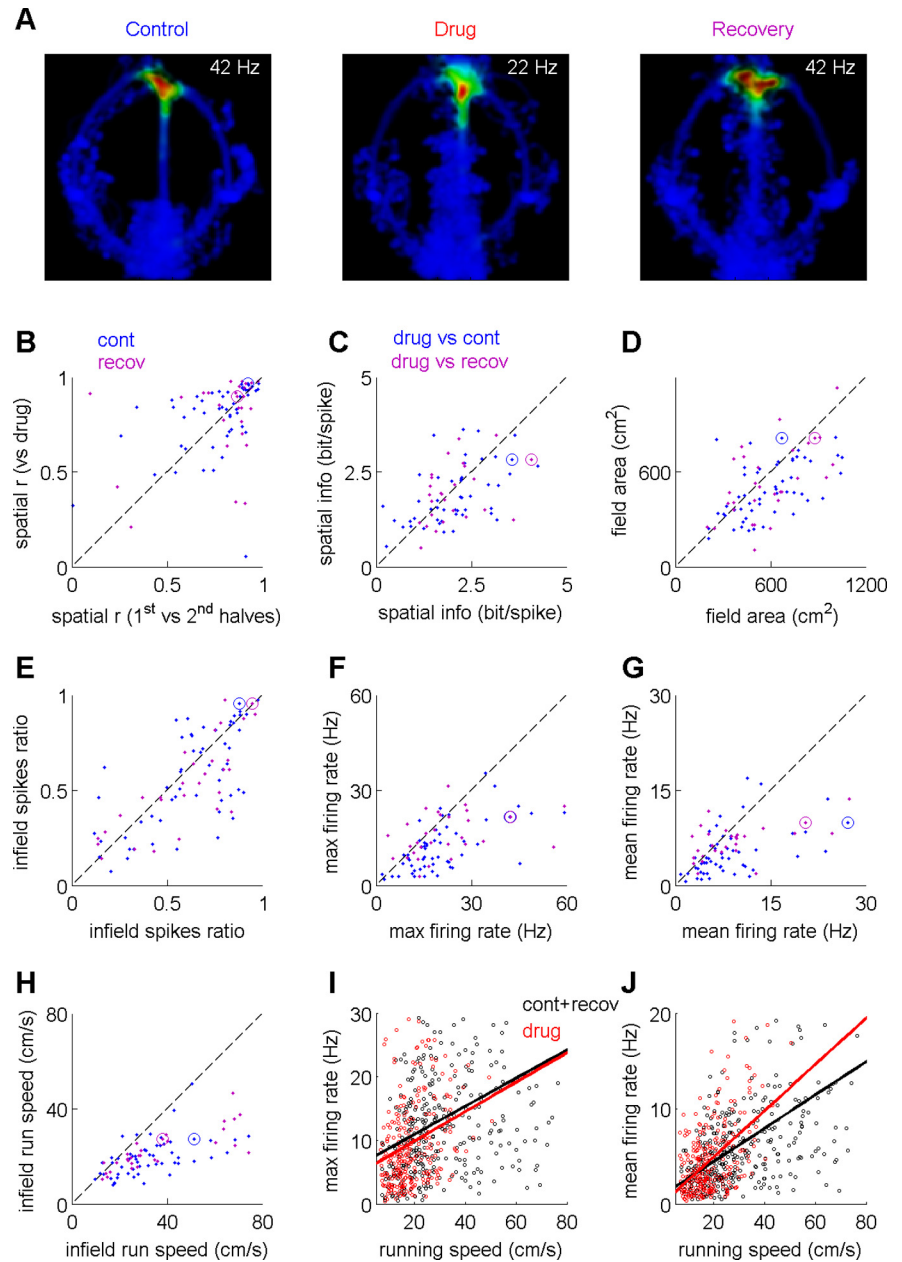 A
Control
Drug
Recovery
42 Hz
22 Hz
42 Hz
B
cont
recov
1
0.5
0
0
0.5
1
spatial r (vs drug)
spatial r (1st vs 2nd halves)
C
drug vs cont
drug vs recov
5
2.5
0
0
2.5
5
spatial info (bit/spike)
spatial info (bit/spike)
D
1200
600
0
0
600
1200
field area (cm2)
field area (cm2)
E
1
0.5
0
0
0.5
1
infield spikes ratio
infield spikes ratio
F
60
30
0
0
30
60
max firing rate (Hz)
max firing rate (Hz)
G
30
15
0
0
15
30
mean firing rate (Hz)
mean firing rate (Hz)
H
80
40
0
0
40
80
infield run speed (cm/s)
infield run speed (cm/s)
I
cont+recov
drug
30
20
10
0
20
40
60
80
max firing rate (Hz)
running speed (cm/s)
J
20
10
0
20
40
60
80
mean firing rate (Hz)
running speed (cm/s)